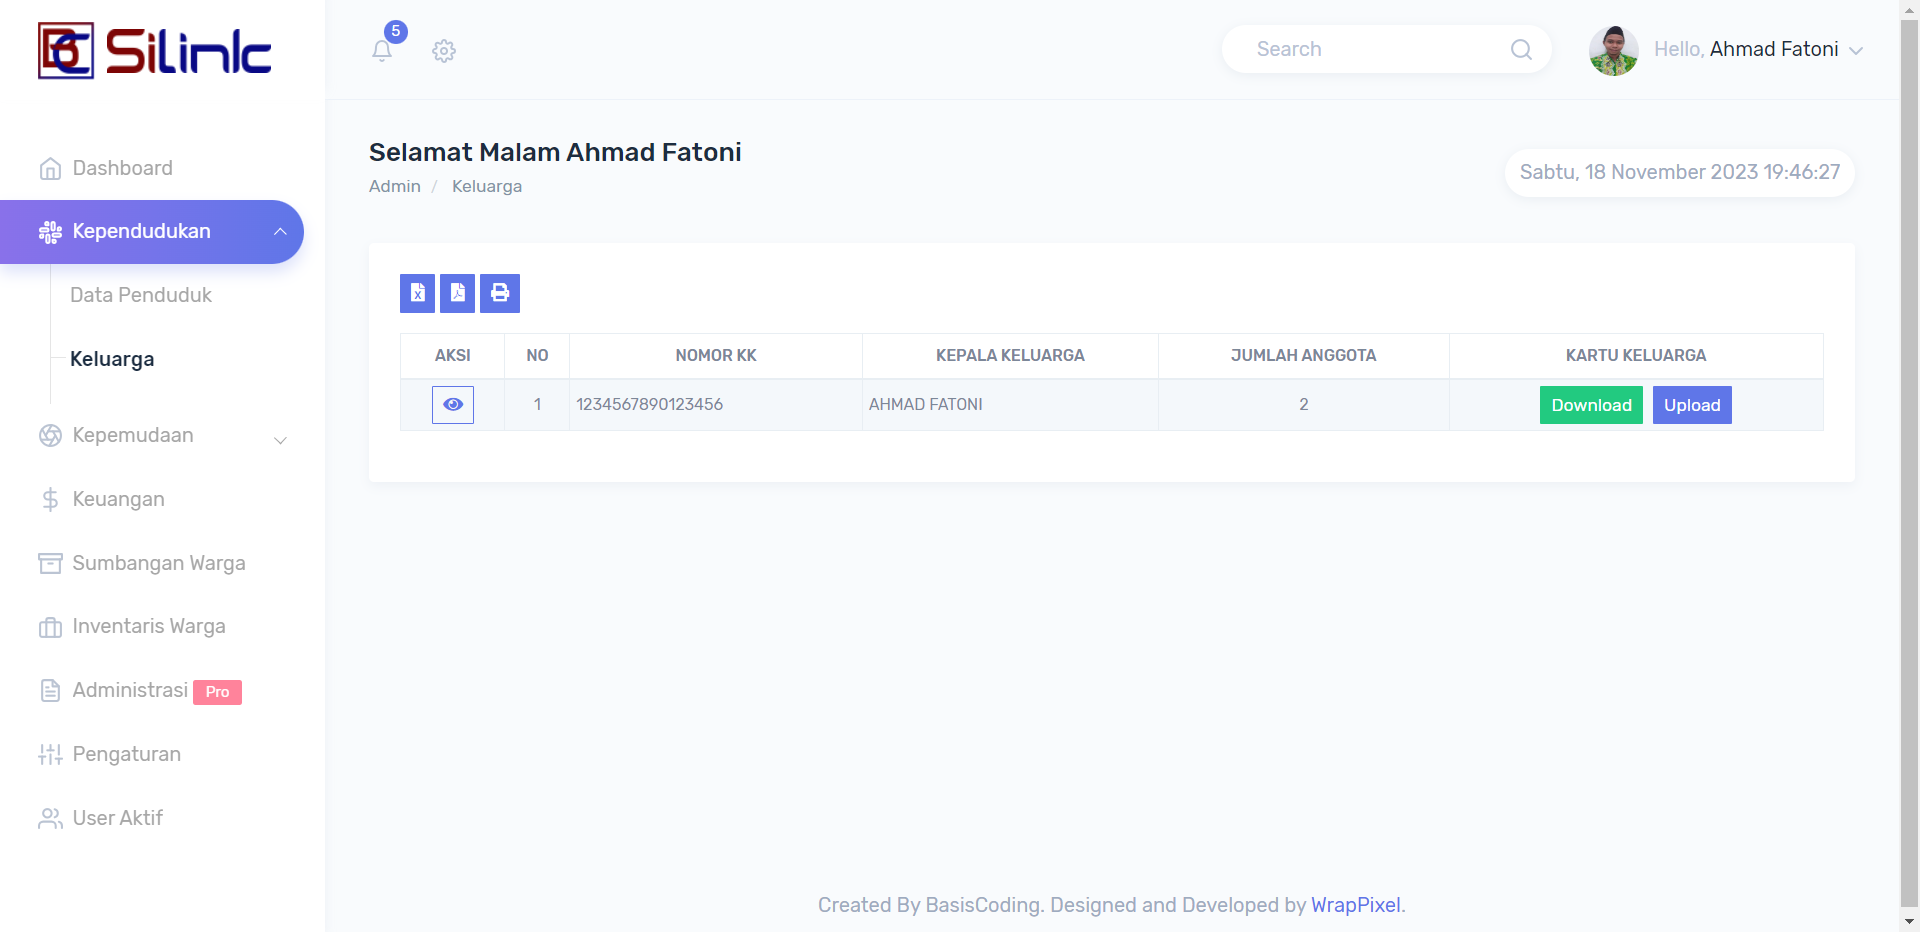 BC SiLink
5
Search
Hello, Ahmad Fatoni
Dashboard
Kependudukan
Data Penduduk
Keluarga
Kepemudaan
Keuangan
Sumbangan Warga
Inventaris Warga
Administrasi Pro
Pengaturan
User Aktif
Selamat Malam Ahmad Fatoni
Admin / Keluarga
Sabtu, 18 November 2023 19:46:27
AKSI NO NOMOR KK KEPALA KELUARGA JUMLAH ANGGOTA KARTU KELUARGA
1 1234567890123456 AHMAD FATONI 2 Download Upload
Created By BasisCoding. Designed and Developed by WrapPixel.